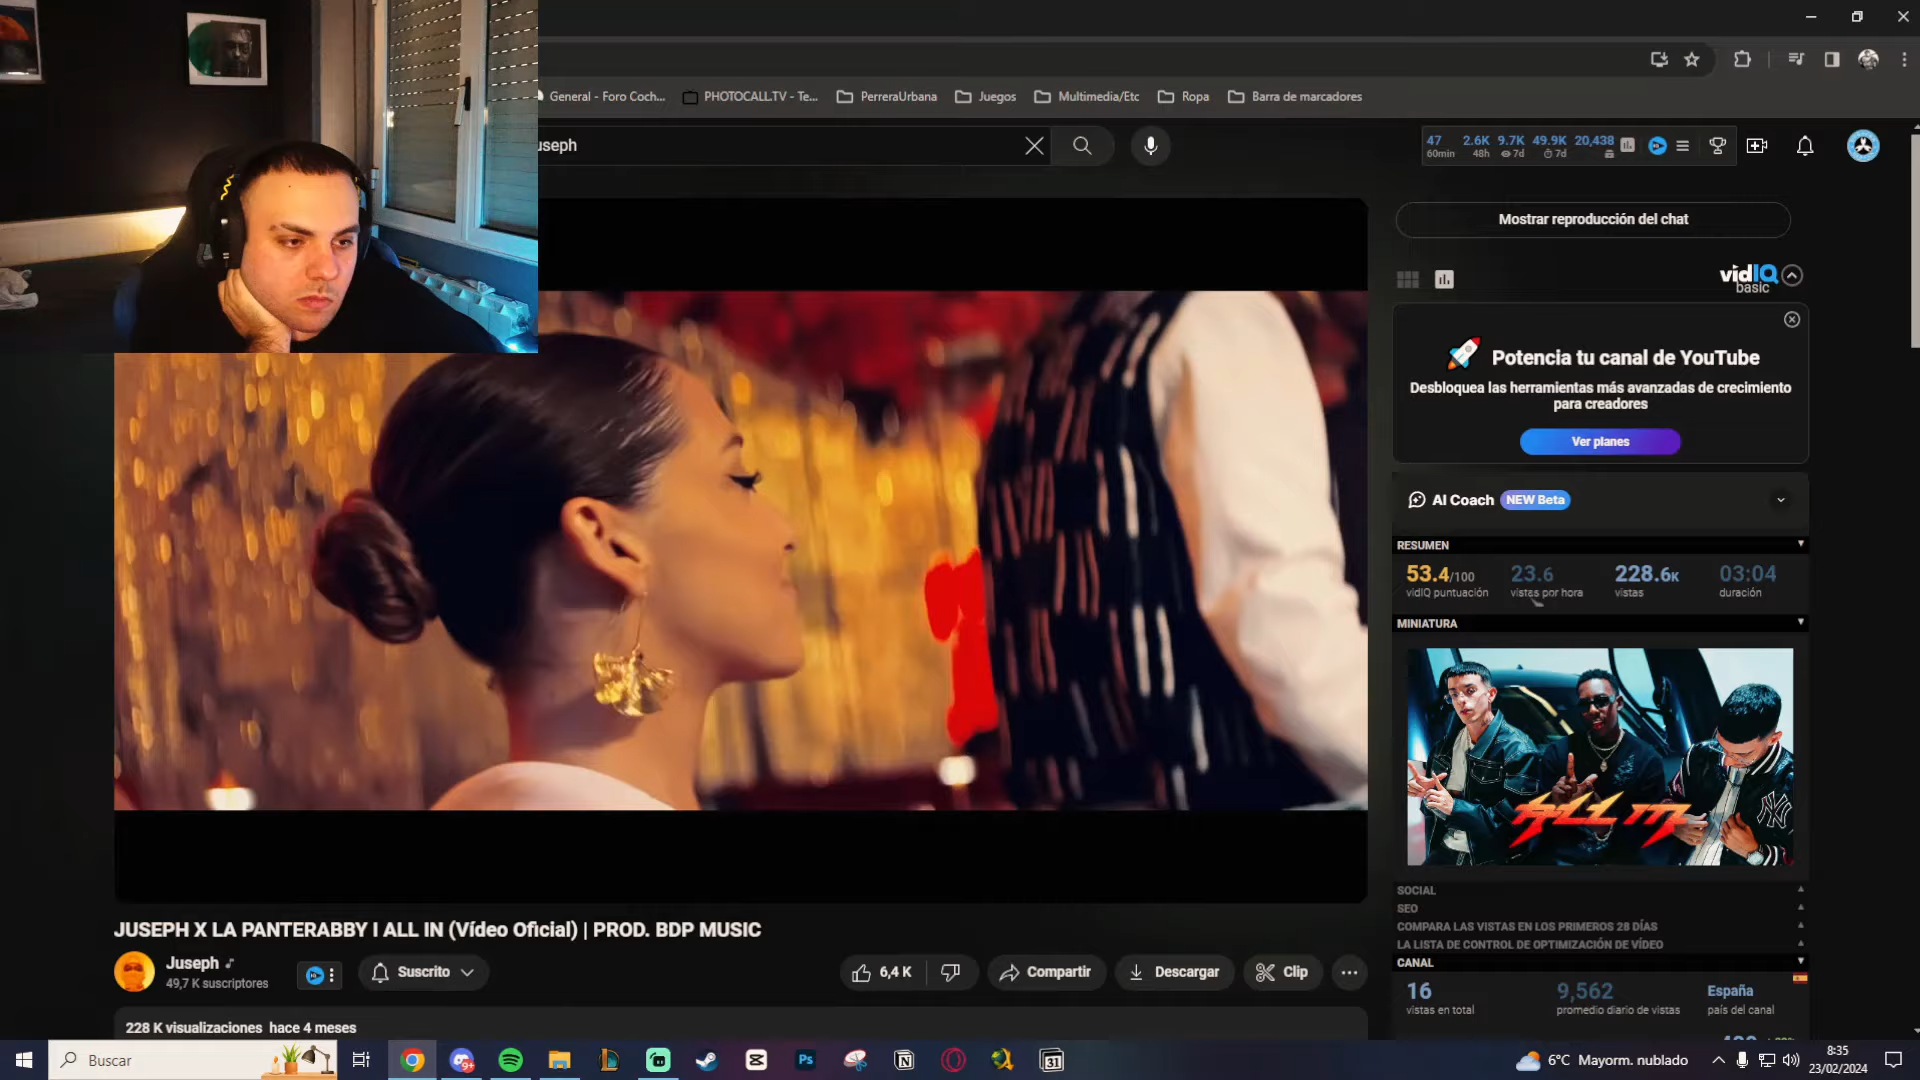 General - Foro Coch...
PHOTOCALL.TV - Te...
PerreraUrbana
Juegos
Multimedia/Etc
Ropa
Barra de marcadores
useph
47
60min
2.6K
48h
9.7K
7d
49.9K
7d
20,438
Mostrar reproducción del chat
vidIQ
basic
Potencia tu canal de YouTube
Desbloquea las herramientas más avanzadas de crecimiento
para creadores
Ver planes
AI Coach NEW Beta
RESUMEN
53.4/100
vidIQ puntuación
23.6
vistas por hora
228.6K
vistas
03:04
duración
MINIATURA
ALL IN
NY
SOCIAL
SEO
COMPARA LAS VISTAS EN LOS PRIMEROS 28 DÍAS
LA LISTA DE CONTROL DE OPTIMIZACIÓN DE VÍDEO
CANAL
16
vistas en total
9,562
promedio diario de vistas
España
país del canal
JUSEPH X LA PANTERABBY I ALL IN (Vídeo Oficial) | PROD. BDP MUSIC
Juseph
49,7 K suscriptores
Suscrito
6,4 K
Compartir
Descargar
Clip
228 K visualizaciones hace 4 meses
Buscar
9+
Ps
31
6°C Mayorm. nublado
8:35
23/02/2024